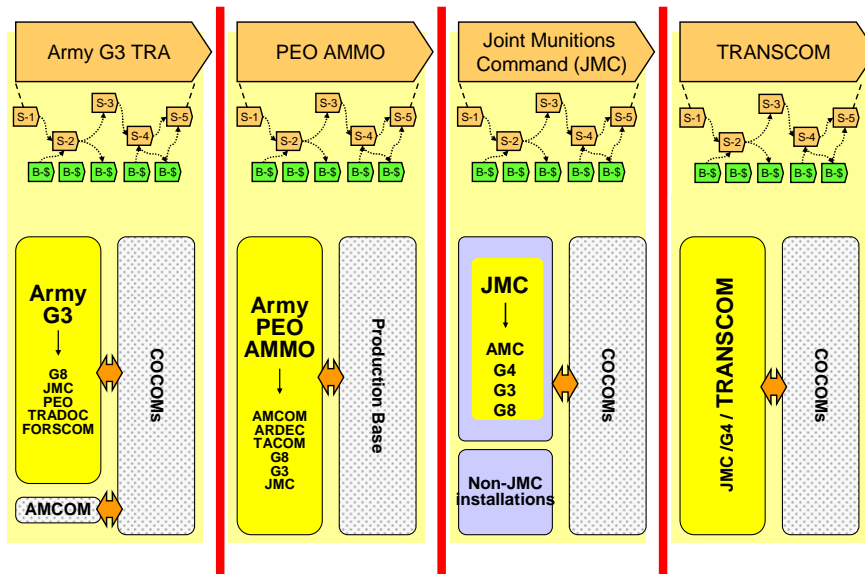 Army G3 TRA
S-1
S-2
S-3
S-4
S-5
B-$
B-$
B-$
B-$
B-$
Army
G3
G8
JMC
PEO
TRADOC
FORSCOM
AMCOM
COCOMs
PEO AMMO
S-1
S-2
S-3
S-4
S-5
B-$
B-$
B-$
B-$
B-$
Army
PEO
AMMO
AMCOM
ARDEC
TACOM
G8
G3
JMC
Production Base
Joint Munitions
Command (JMC)
S-1
S-2
S-3
S-4
S-5
B-$
B-$
B-$
B-$
B-$
JMC
AMC
G4
G3
G8
Non-JMC
installations
COCOMs
TRANSCOM
S-1
S-2
S-3
S-4
S-5
B-$
B-$
B-$
B-$
B-$
JMC /G4 / TRANSCOM
COCOMs